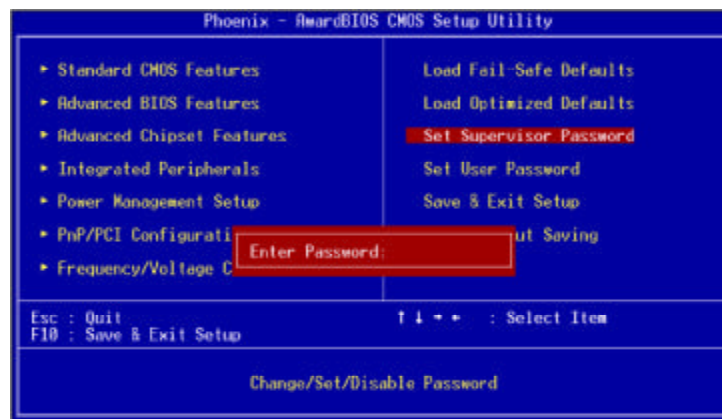 Phoenix - AwardBIOS CMOS Setup Utility
▸ Standard CMOS Features
▸ Advanced BIOS Features
▸ Advanced Chipset Features
▸ Integrated Peripherals
▸ Power Management Setup
▸ PnP/PCI Configurati
▸ Frequency/Voltage C
Load Fail-Safe Defaults
Load Optimized Defaults
Set Supervisor Password
Set User Password
Save & Exit Setup
ut Saving
Enter Password:
Esc : Quit
F10 : Save & Exit Setup
↑ ↓ → ← : Select Item
Change/Set/Disable Password